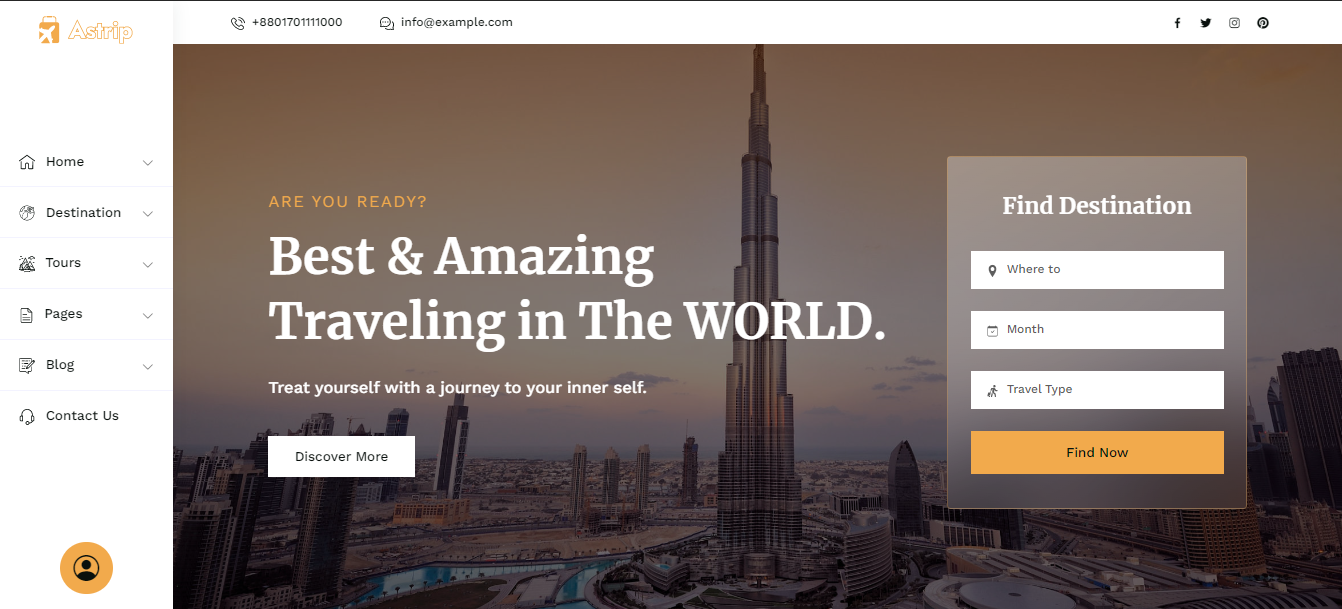 Astrip
+8801701111000
info@example.com
Home
Destination
Tours
Pages
Blog
Contact Us
ARE YOU READY?
Best & Amazing
Traveling in The WORLD.
Treat yourself with a journey to your inner self.
Discover More
Find Destination
Where to
Month
Travel Type
Find Now